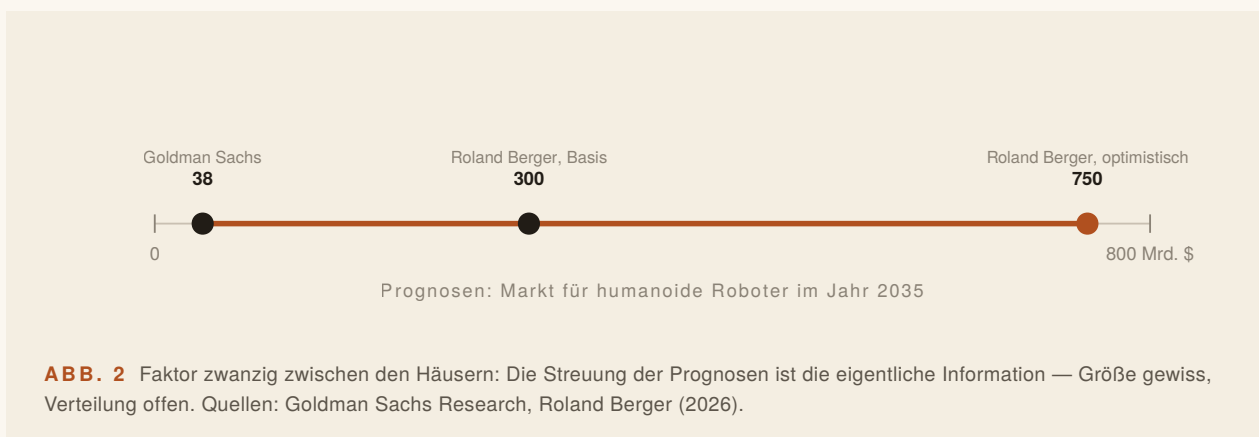 Goldman Sachs
38
Roland Berger, Basis
300
Roland Berger, optimistisch
750
0
800 Mrd. $
Prognosen: Markt für humanoide Roboter im Jahr 2035
ABB. 2 Faktor zwanzig zwischen den Häusern: Die Streuung der Prognosen ist die eigentliche Information — Größe gewiss,
Verteilung offen. Quellen: Goldman Sachs Research, Roland Berger (2026).